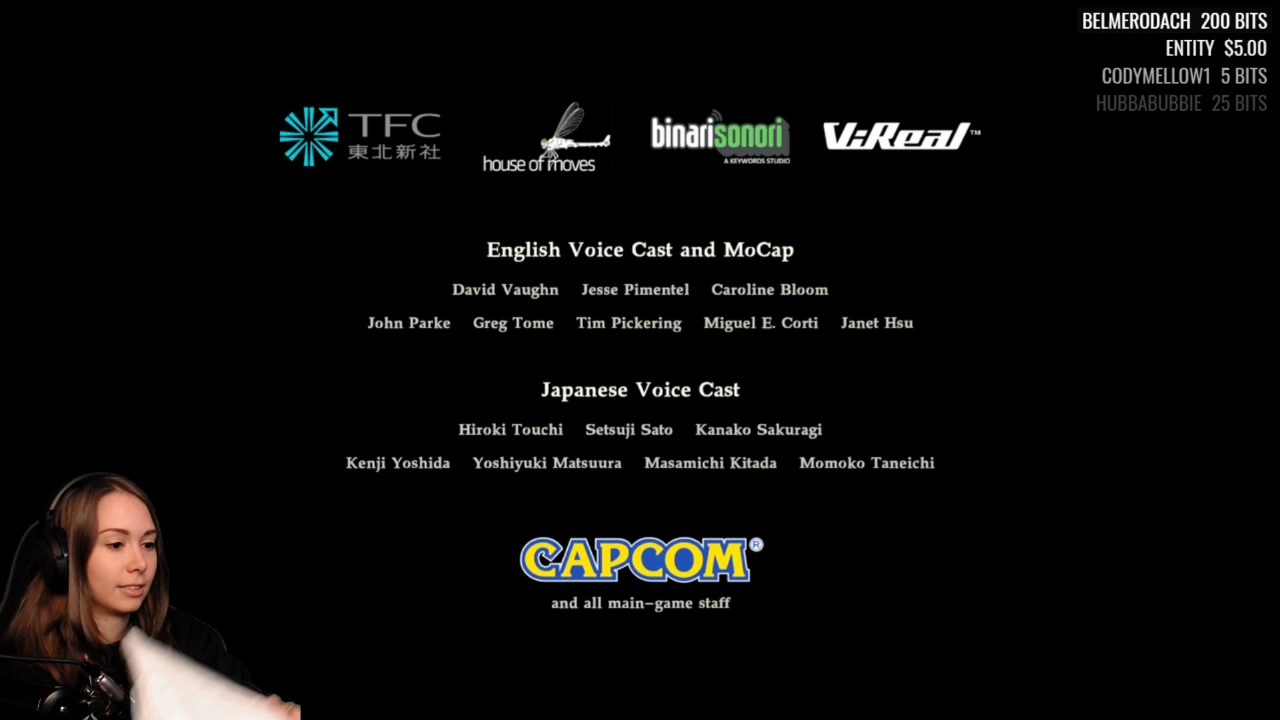 BELMERODACH 200 BITS
ENTITY $5.00
CODYMELLOW1 5 BITS
HUBBABUBBIE 25 BITS
TFC
東北新社
house of moves
binarisonori
A KEYWORDS STUDIO
ViReal™
English Voice Cast and MoCap
David Vaughn Jesse Pimentel Caroline Bloom
John Parke Greg Tome Tim Pickering Miguel E. Corti Janet Hsu
Japanese Voice Cast
Hiroki Touchi Setsuji Sato Kanako Sakuragi
Kenji Yoshida Yoshiyuki Matsuura Masamichi Kitada Momoko Taneichi
CAPCOM®
and all main-game staff